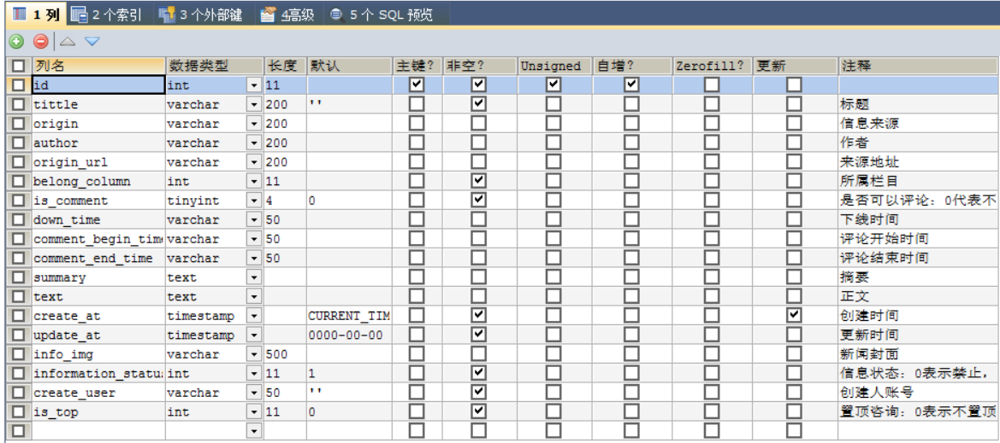 1 列 2 个索引 3 个外部键 4高级 5 个 SQL 预览
列名 数据类型 长度 默认 主键? 非空? Unsigned 自增? Zerofill? 更新 注释
id int 11
tittle varchar 200 '' 标题
origin varchar 200 信息来源
author varchar 200 作者
origin_url varchar 200 来源地址
belong_column int 11 所属栏目
is_comment tinyint 4 0 是否可以评论: 0代表不
down_time varchar 50 下线时间
comment_begin_tim varchar 50 评论开始时间
comment_end_time varchar 50 评论结束时间
summary text 摘要
text text 正文
create_at timestamp CURRENT_TIM 创建时间
update_at timestamp 0000-00-00 更新时间
info_img varchar 500 新闻封面
information_statu int 11 1 信息状态: 0表示禁止,
create_user varchar 50 '' 创建人账号
is_top int 11 0 置顶咨询: 0表示不置顶